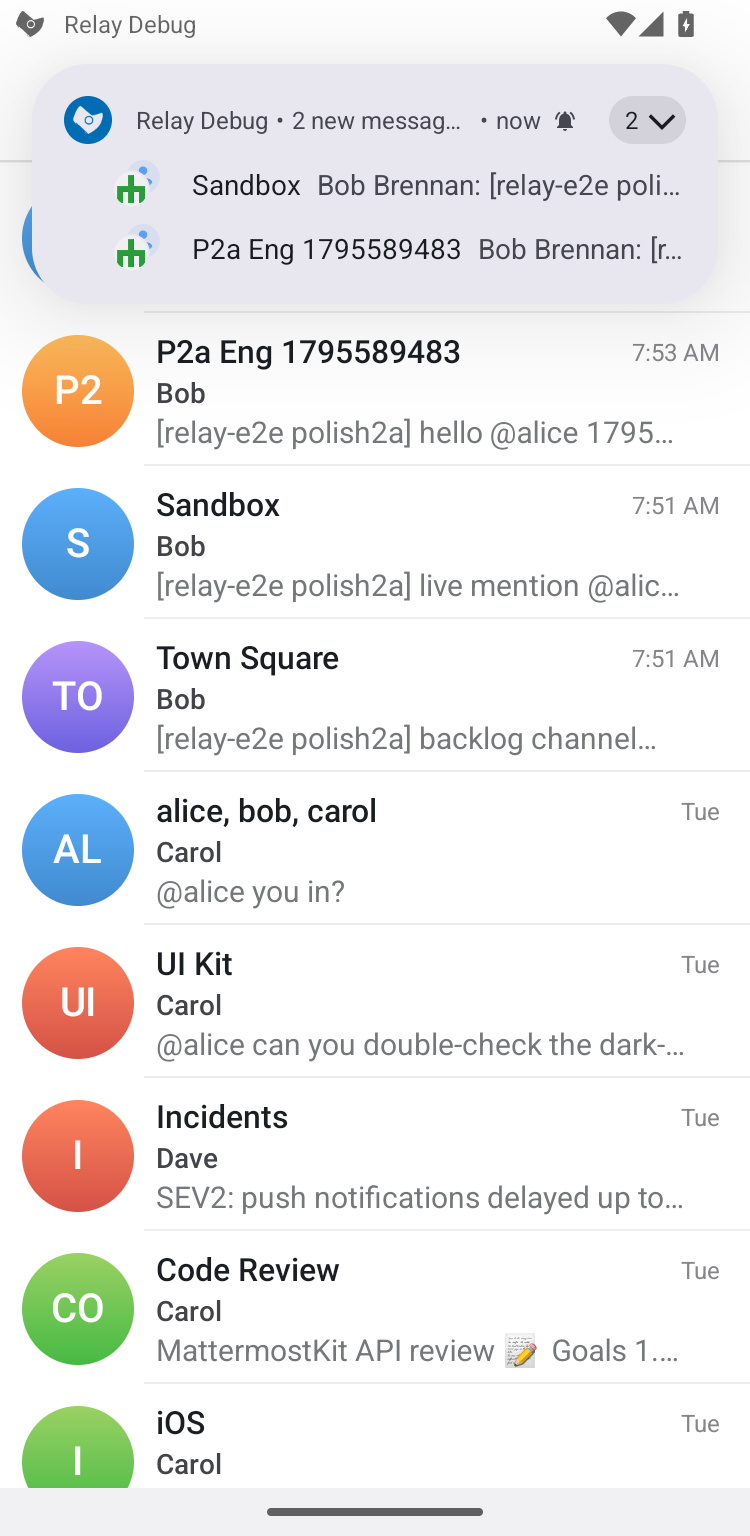 Relay Debug
Relay Debug • 2 new messag… • now 2
Sandbox Bob Brennan: [relay-e2e poli…
P2a Eng 1795589483 Bob Brennan: [r…
P2 P2a Eng 1795589483 7:53 AM
Bob
[relay-e2e polish2a] hello @alice 1795…
S Sandbox 7:51 AM
Bob
[relay-e2e polish2a] live mention @alic…
TO Town Square 7:51 AM
Bob
[relay-e2e polish2a] backlog channel…
AL alice, bob, carol Tue
Carol
@alice you in?
UI UI Kit Tue
Carol
@alice can you double-check the dark-…
I Incidents Tue
Dave
SEV2: push notifications delayed up to…
CO Code Review Tue
Carol
MattermostKit API review 📝 Goals 1.…
I iOS Tue
Carol